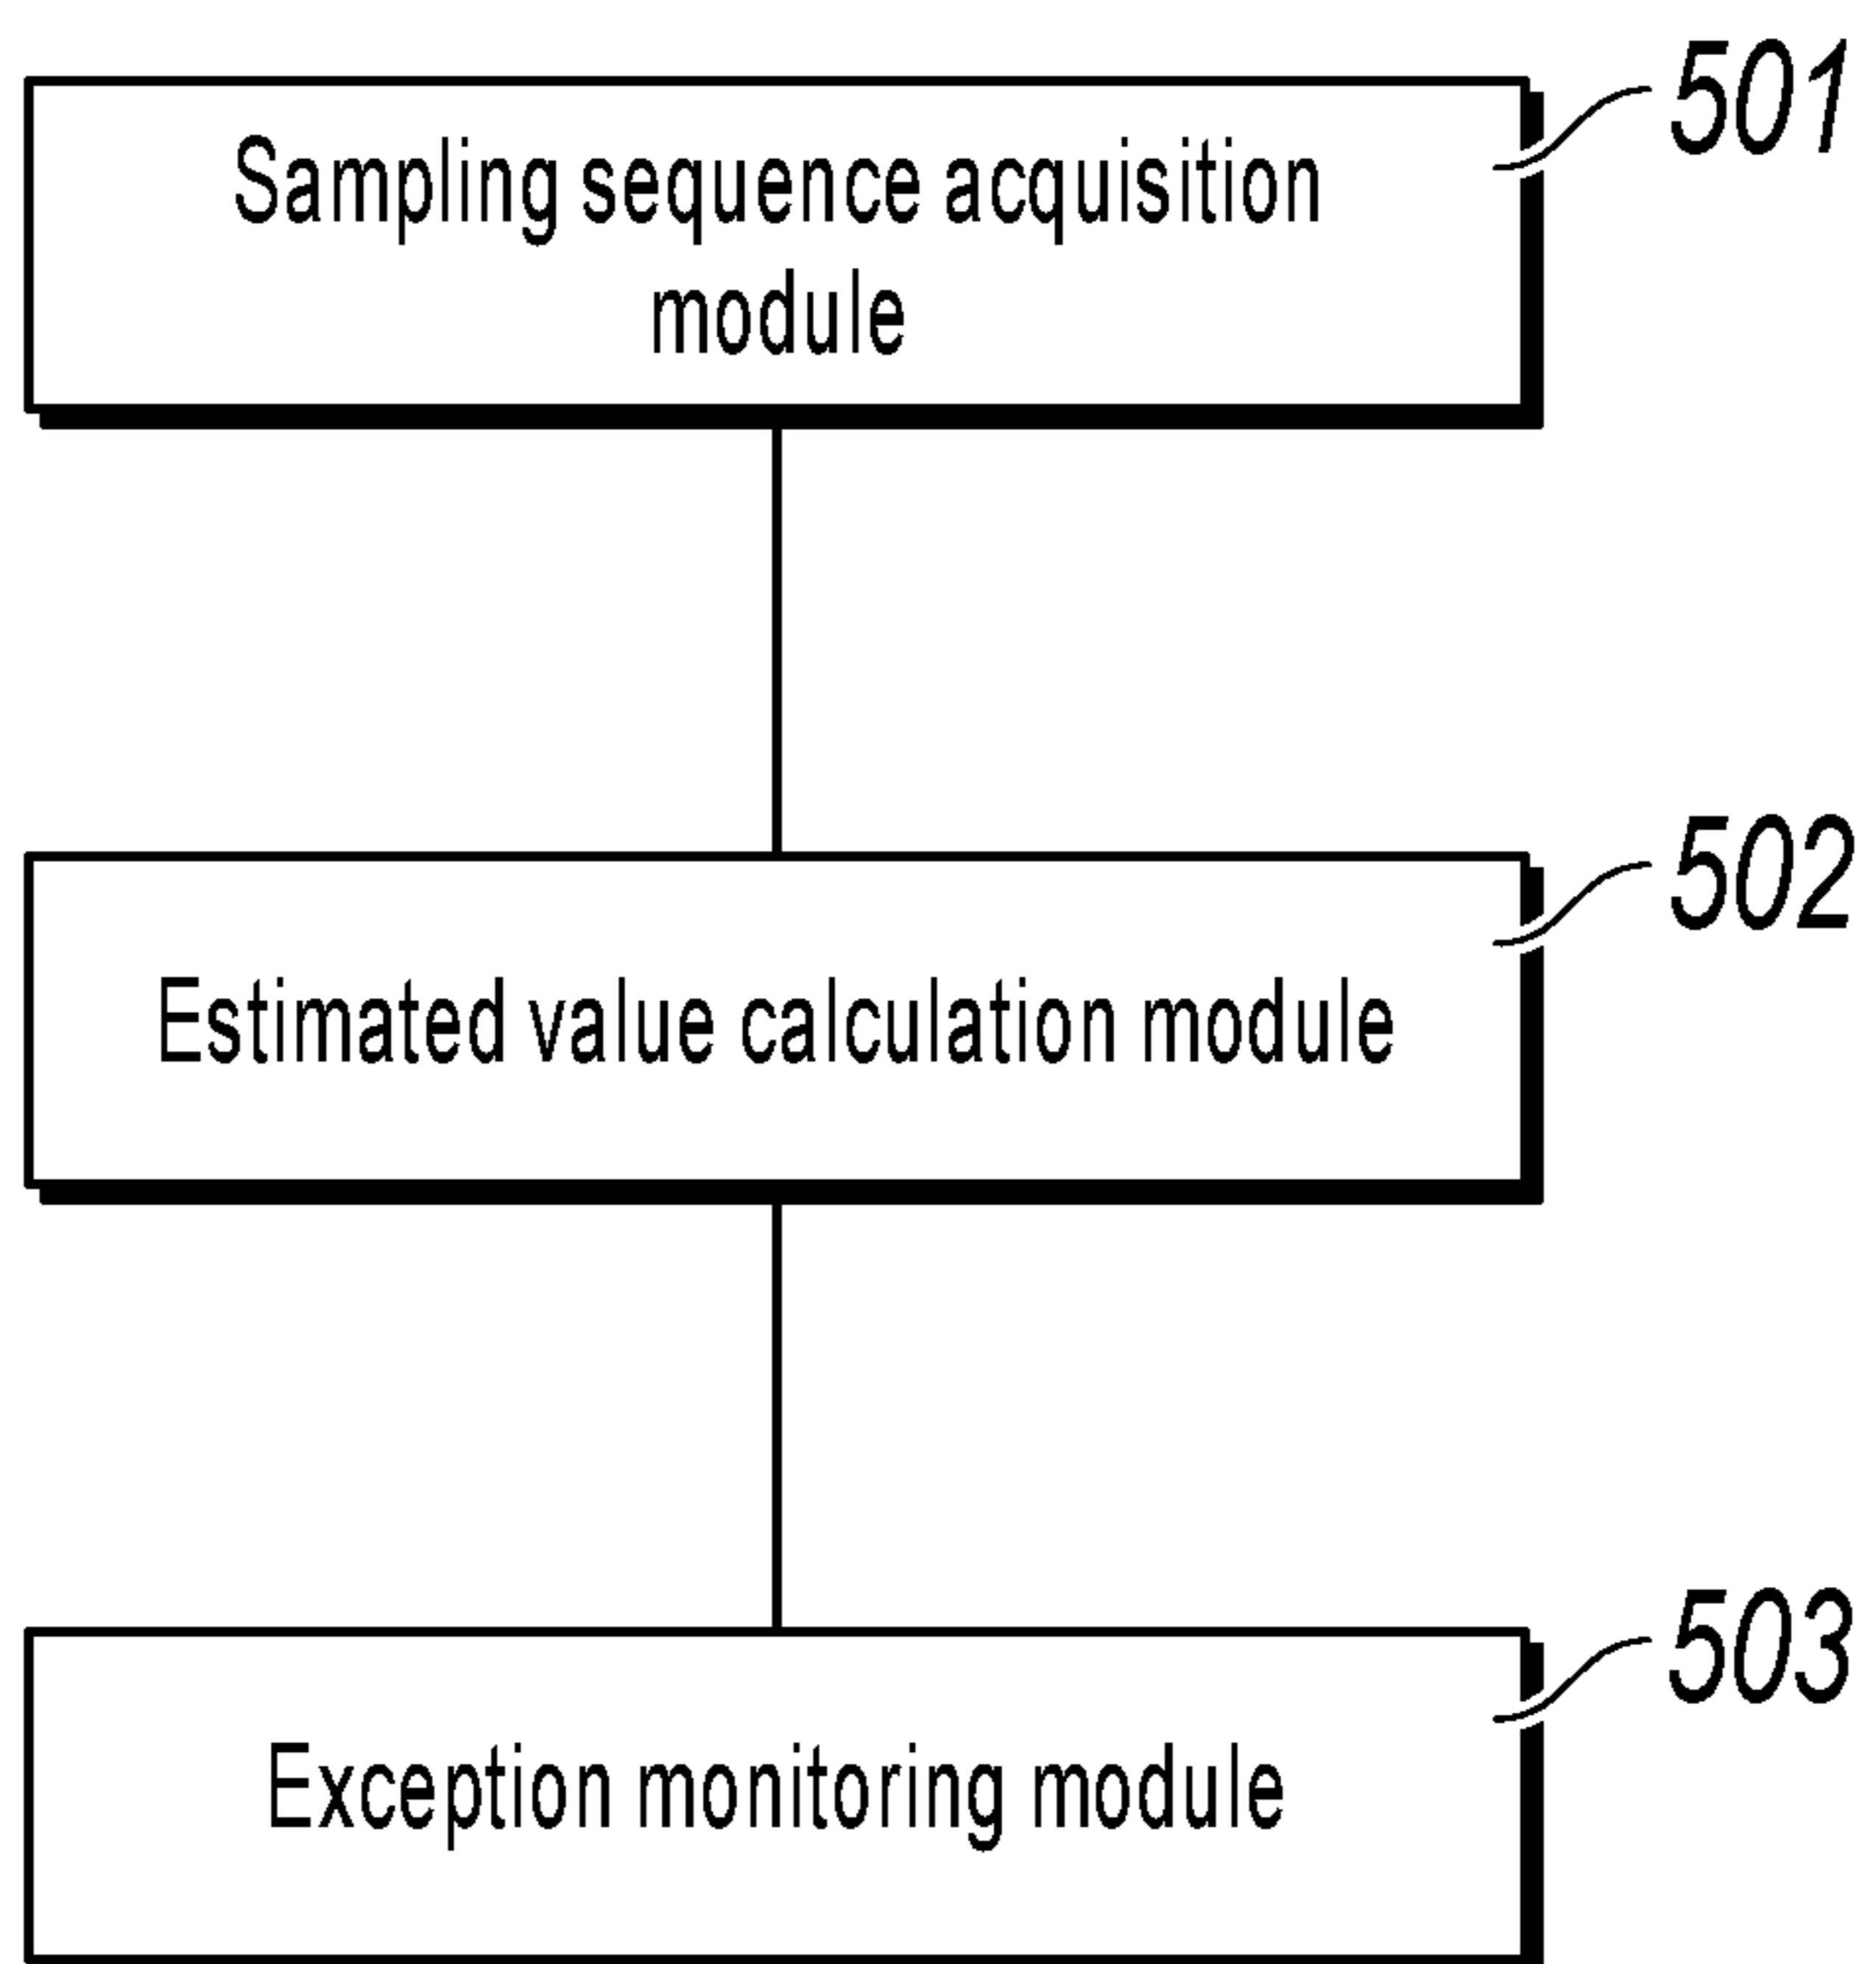 501
Sampling sequence acquisition
module
502
Estimated value calculation module
503
Exception monitoring module